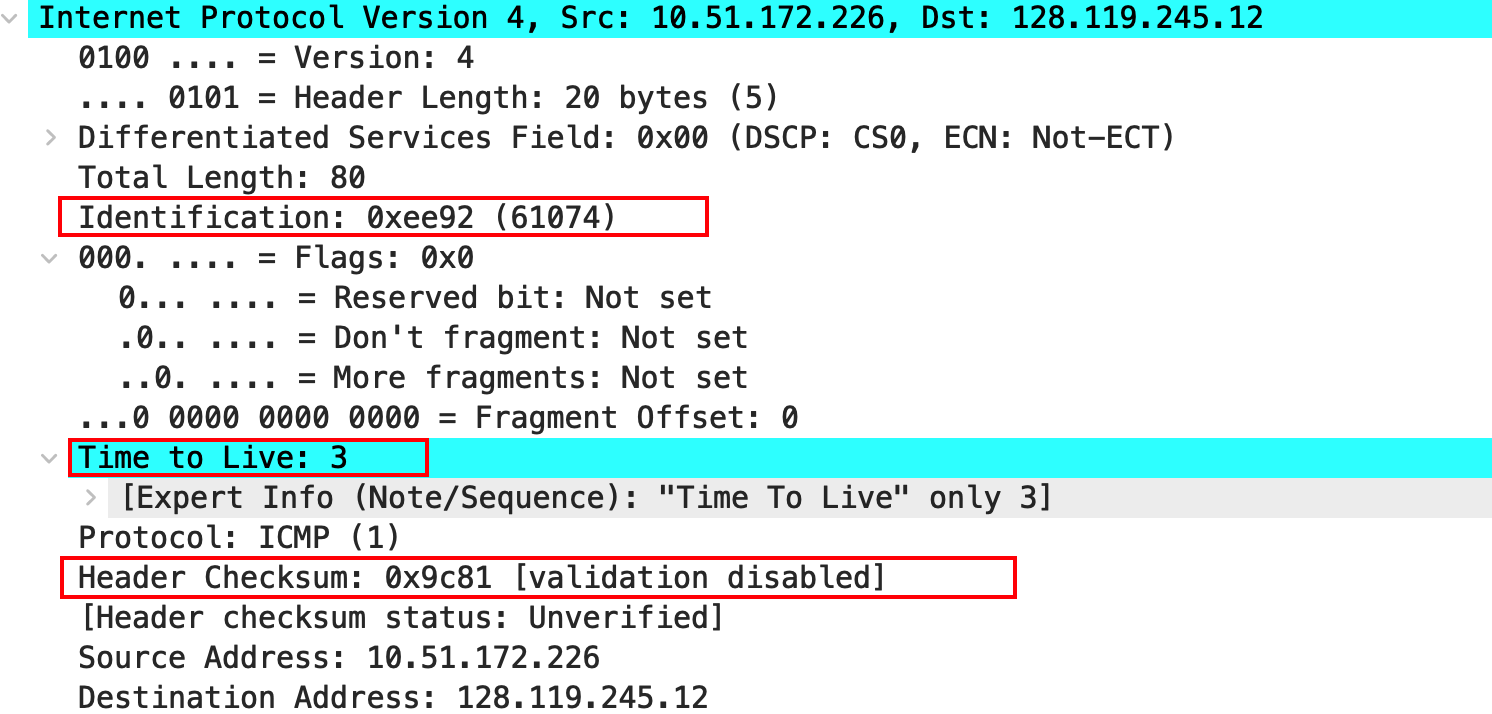 Internet Protocol Version 4, Src: 10.51.172.226, Dst: 128.119.245.12
0100 .... = Version: 4
.... 0101 = Header Length: 20 bytes (5)
Differentiated Services Field: 0x00 (DSCP: CS0, ECN: Not-ECT)
Total Length: 80
Identification: 0xee92 (61074)
000. .... = Flags: 0x0
0... .... = Reserved bit: Not set
.0.. .... = Don't fragment: Not set
..0. .... = More fragments: Not set
...0 0000 0000 0000 = Fragment Offset: 0
Time to Live: 3
[Expert Info (Note/Sequence): "Time To Live" only 3]
Protocol: ICMP (1)
Header Checksum: 0x9c81 [validation disabled]
[Header checksum status: Unverified]
Source Address: 10.51.172.226
Destination Address: 128.119.245.12